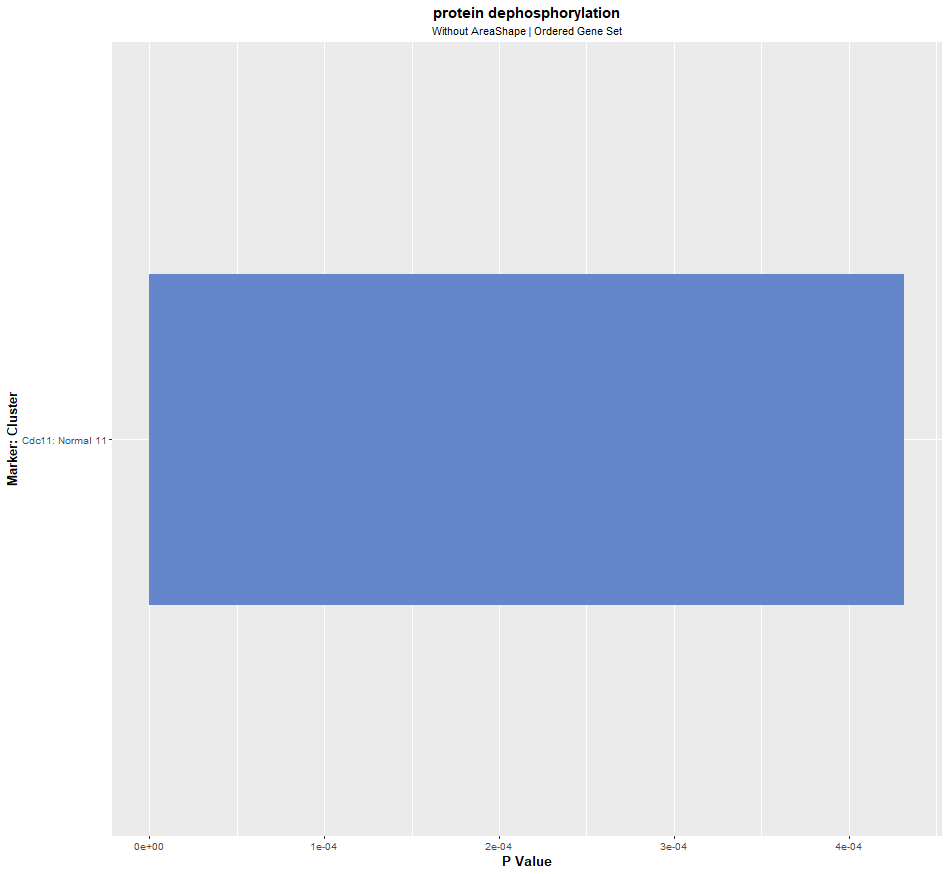 protein dephosphorylation
Without AreaShape | Ordered Gene Set
Marker: Cluster
Cdc11: Normal 11
0e+00 1e-04 2e-04 3e-04 4e-04
P Value